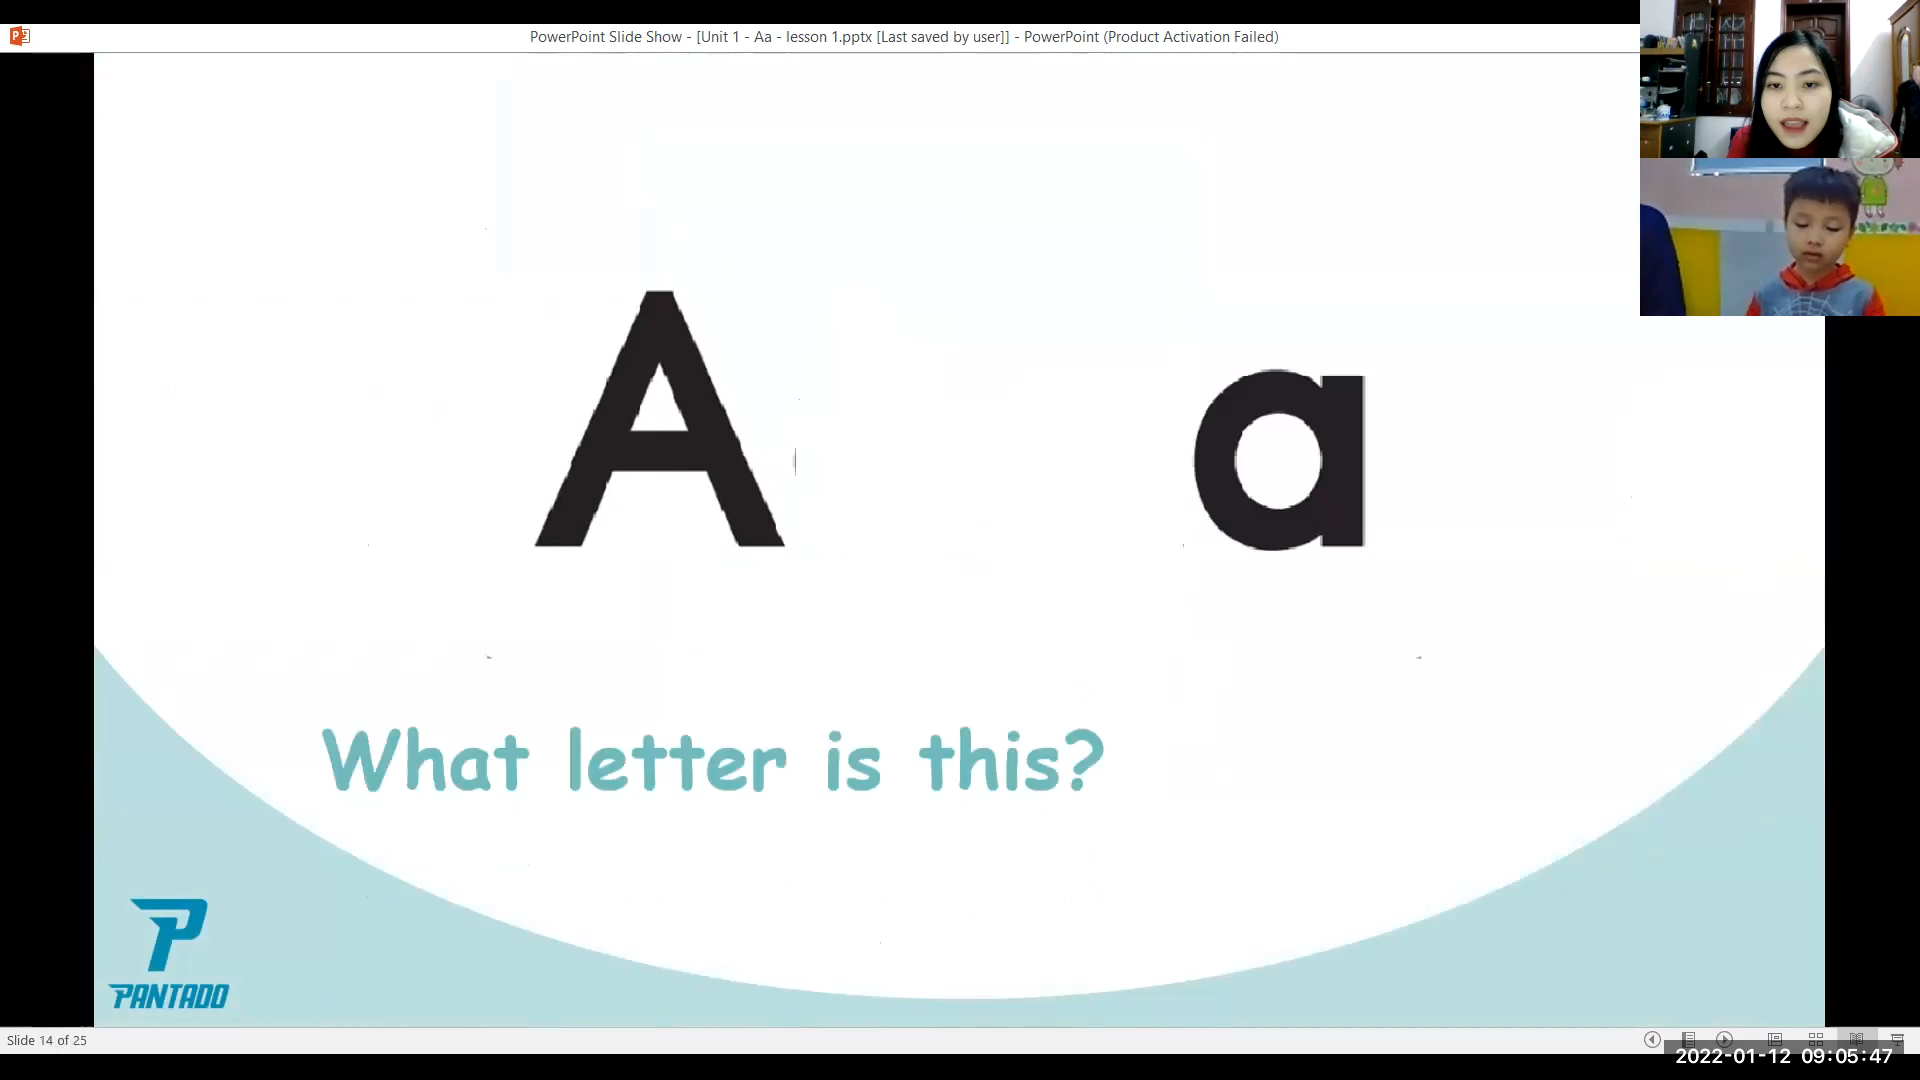 PowerPoint Slide Show - [Unit 1 - Aa - lesson 1.pptx [Last saved by user]] - PowerPoint (Product Activation Failed)
A a
What letter is this?
PANTADO
Slide 14 of 25
2022-01-12 09:05:47